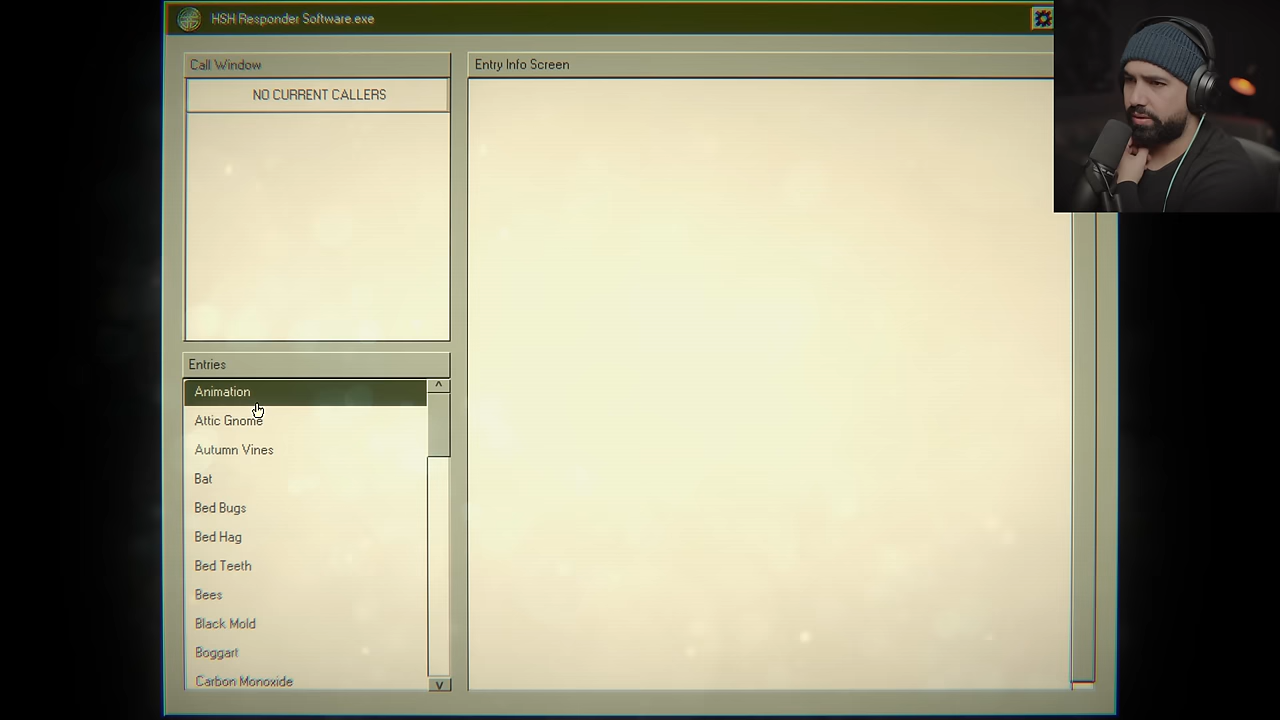 HSH Responder Software.exe
Call Window
NO CURRENT CALLERS
Entry Info Screen
Entries
Animation
Attic Gnome
Autumn Vines
Bat
Bed Bugs
Bed Hag
Bed Teeth
Bees
Black Mold
Boggart
Carbon Monoxide